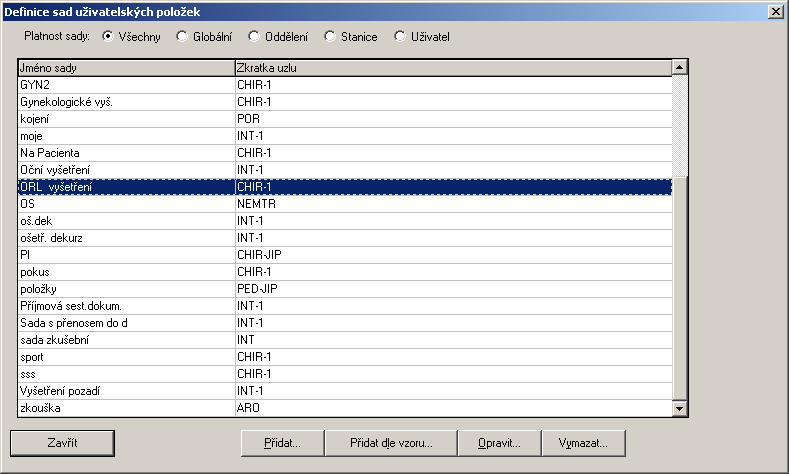 Definice sad uživatelských položek
Platnost sady: Všechny Globální Oddělení Stanice Uživatel
Jméno sady Zkratka uzlu
GYN2 CHIR-1
Gynekologické vyš. CHIR-1
kojení POR
moje INT-1
Na Pacienta CHIR-1
Oční vyšetření INT-1
ORL vyšetření CHIR-1
OS NEMTR
oš.dek INT-1
ošetř. dekurz INT-1
PI CHIR-JIP
pokus CHIR-1
položky PED-JIP
Příjmová sest.dokum. INT-1
Sada s přenosem do d INT-1
sada zkušební INT
sport CHIR-1
sss CHIR-1
Vyšetření pozadí INT-1
zkouška ARO
Zavřít Přidat... Přidat dle vzoru... Opravit... Vymazat...